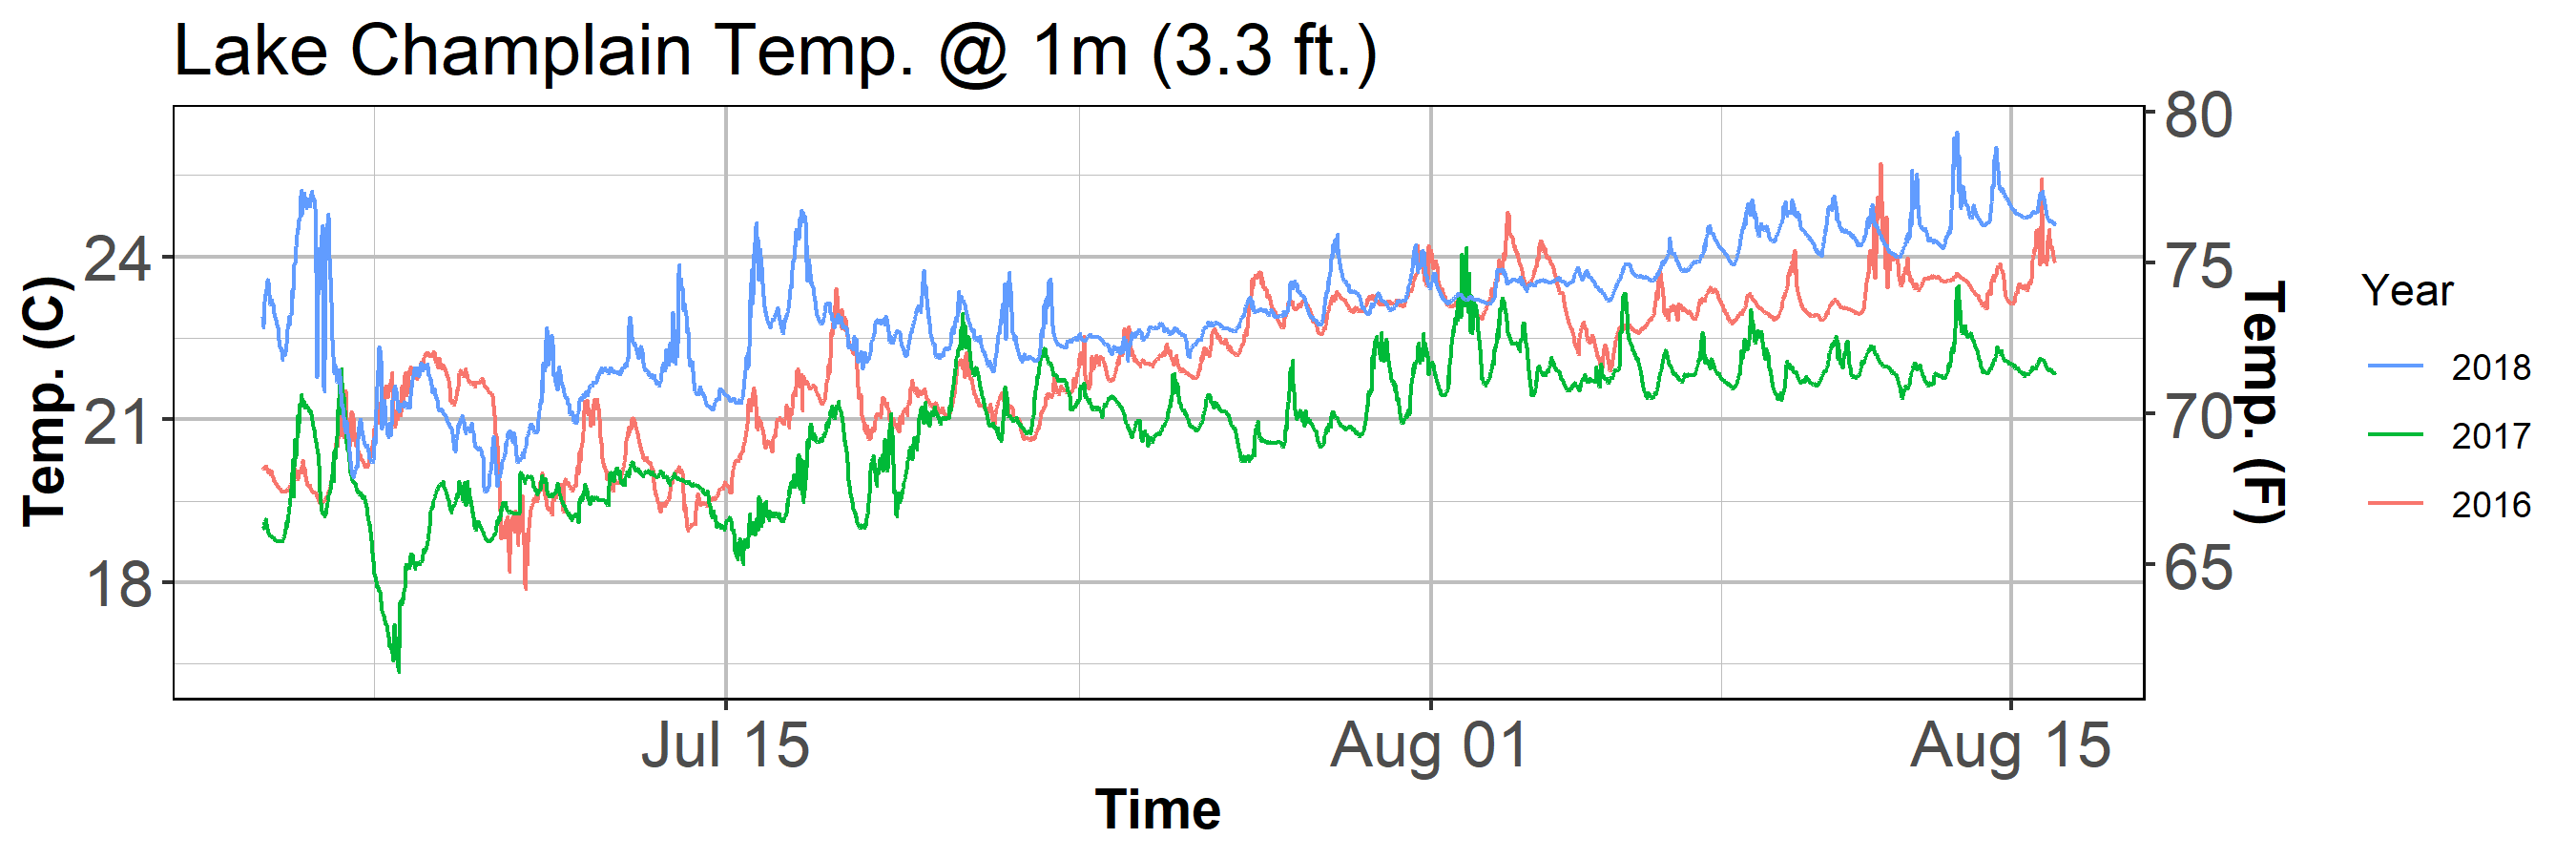 Lake Champlain Temp. @ 1m (3.3 ft.)
Temp. (C)
24
21
18
80
75
70
65
Temp. (F)
Jul 15
Aug 01
Aug 15
Time
Year
2018
2017
2016